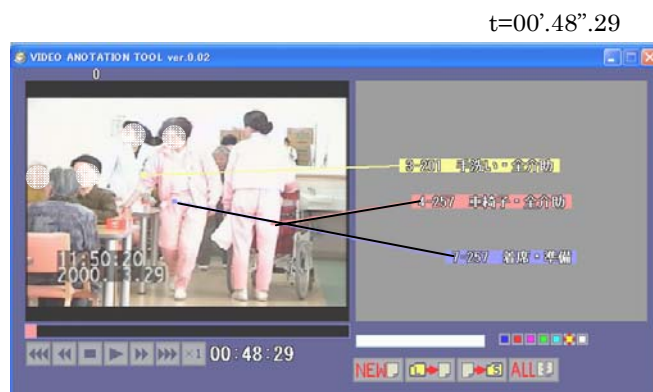 t=00'.48".29
VIDEO ANOTATION TOOL ver.0.02
0
3-201 手洗い・全介助
4-257 車椅子・全介助
7-257 着席・準備
11:50:20
2000. 3.29
×1 00:48:29
NEW L S ALL